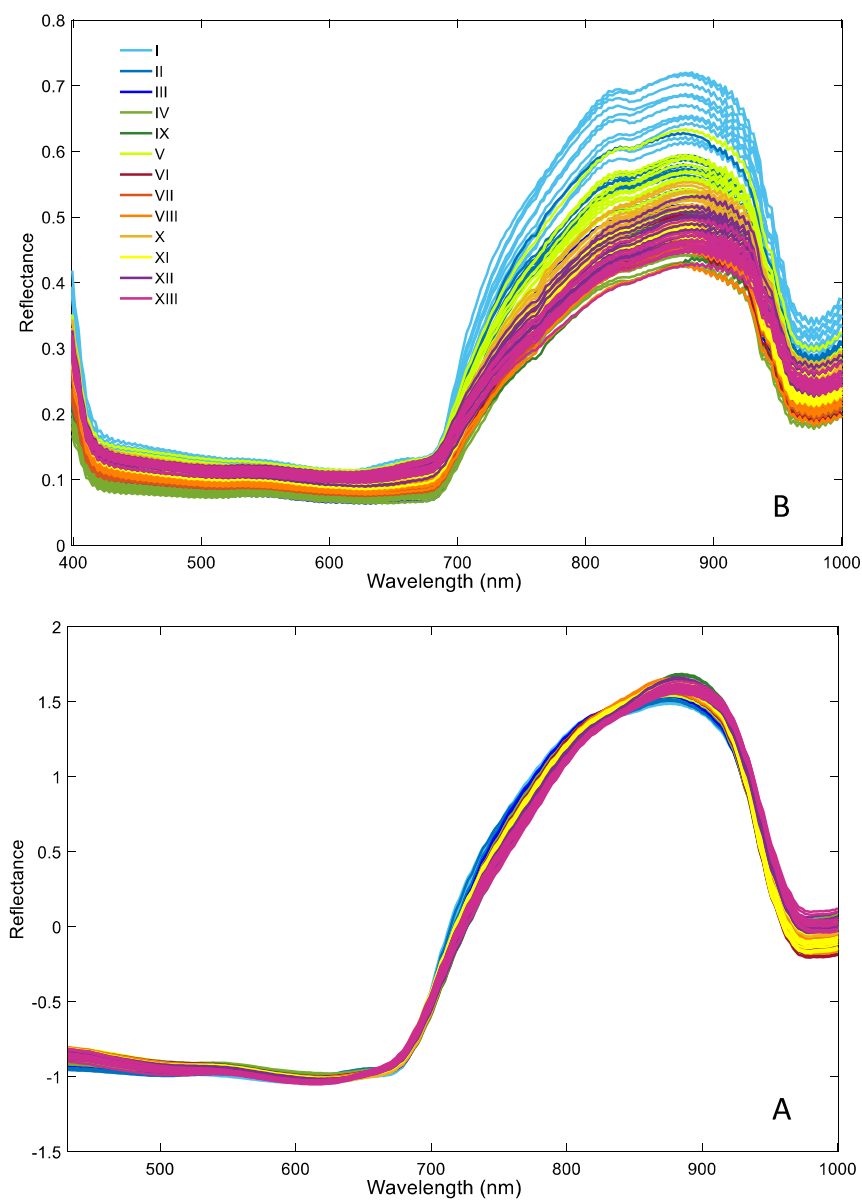 0.8
0.7
0.6
0.5
0.4
0.3
0.2
0.1
0
Reflectance
I
II
III
IV
IX
V
VI
VII
VIII
X
XI
XII
XIII
B
400 500 600 700 800 900 1000
Wavelength (nm)
2
1.5
1
0.5
0
-0.5
-1
-1.5
Reflectance
A
500 600 700 800 900 1000
Wavelength (nm)